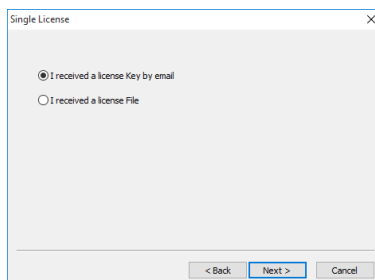 Single License
I received a license Key by email
I received a license File
< Back
Next >
Cancel